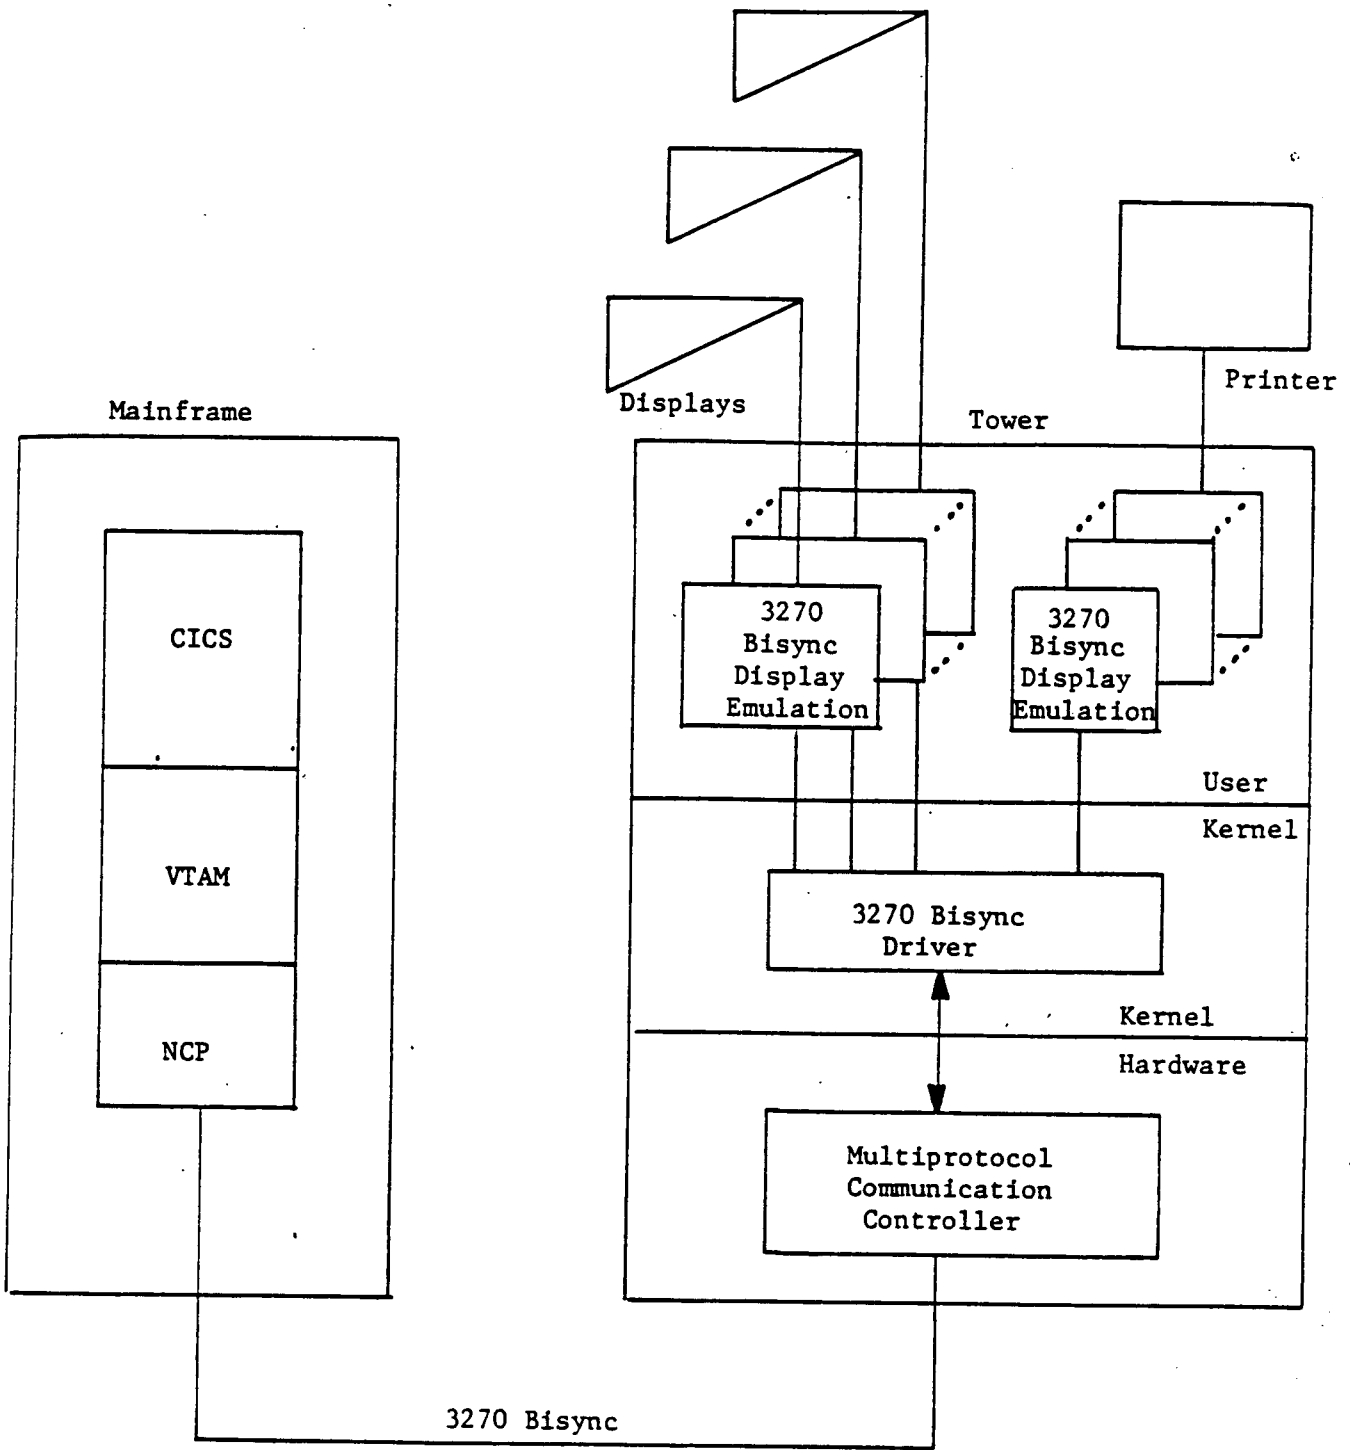 Displays
Printer
Mainframe
Tower
CICS
VTAM
NCP
3270
Bisync
Display
Emulation
3270
Bisync
Display
Emulation
User
Kernel
3270 Bisync
Driver
Kernel
Hardware
Multiprotocol
Communication
Controller
3270 Bisync